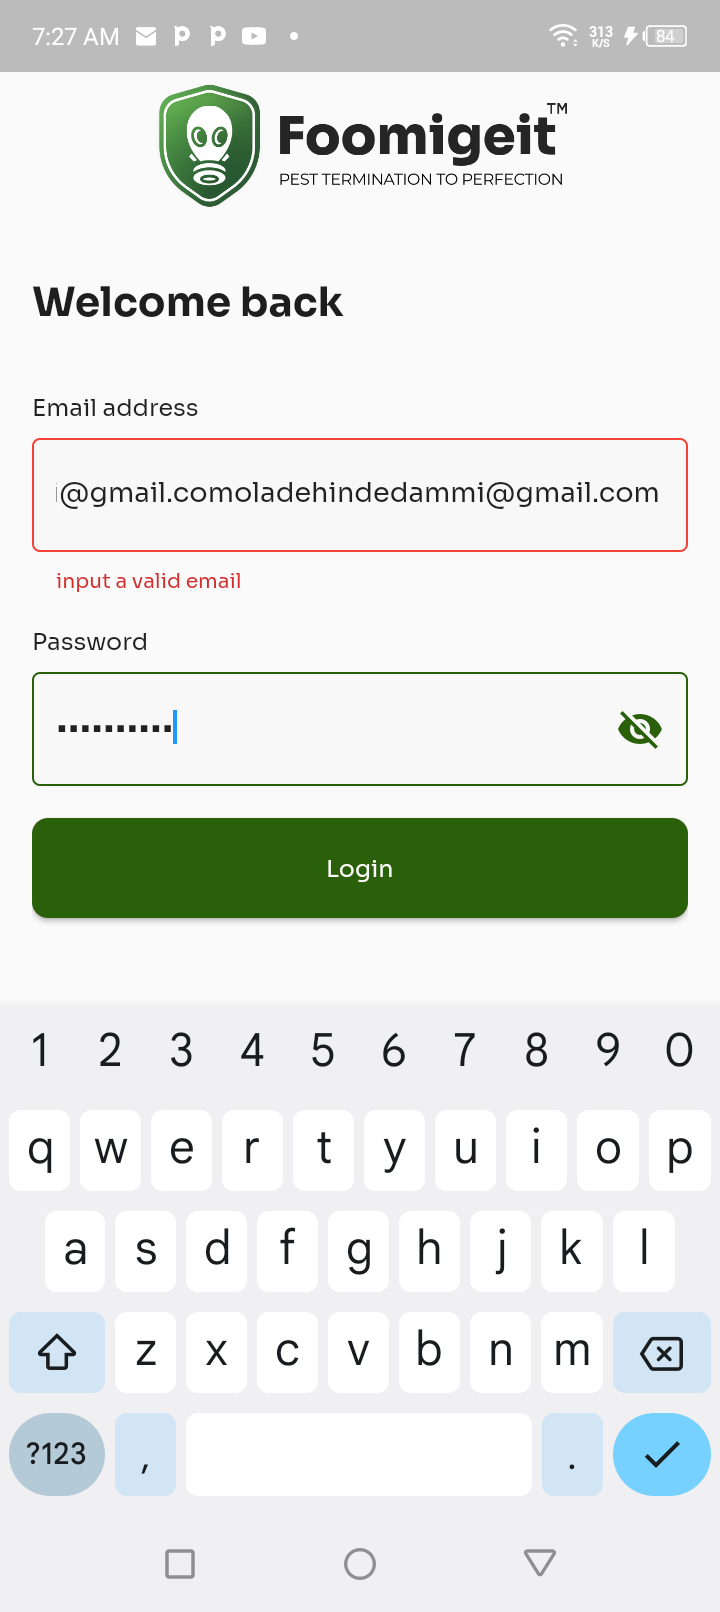 7:27 AM
313
K/S
84
Foomigeit™
PEST TERMINATION TO PERFECTION
Welcome back
Email address
i@gmail.comoladehindedammi@gmail.com
input a valid email
Password
Login
1 2 3 4 5 6 7 8 9 0
q w e r t y u i o p
a s d f g h j k l
z x c v b n m
?123 , .